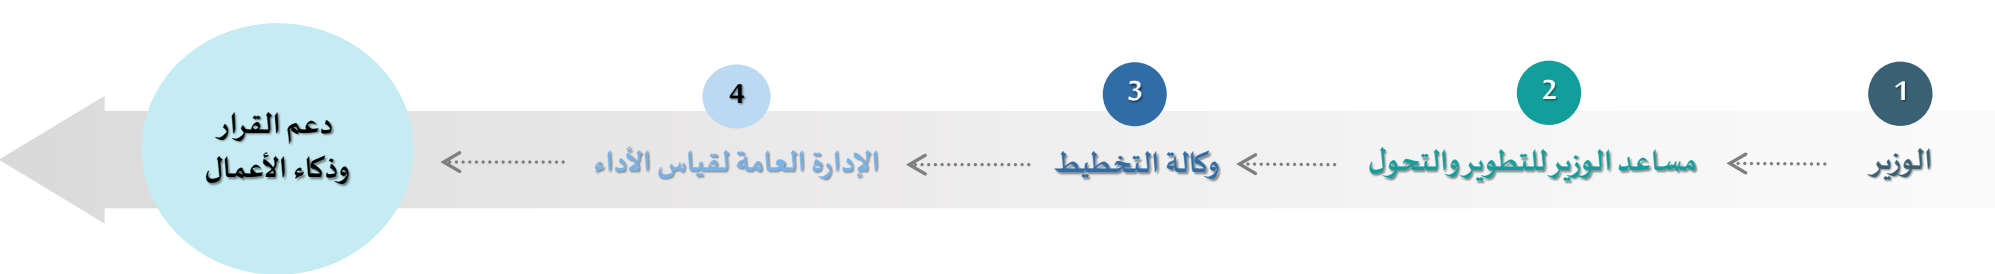 1
الوزير
2
مساعد الوزير للتطوير والتحول
3
وكالة التخطيط
4
الإدارة العامة لقياس الأداء
دعم القرار
وذكاء الأعمال